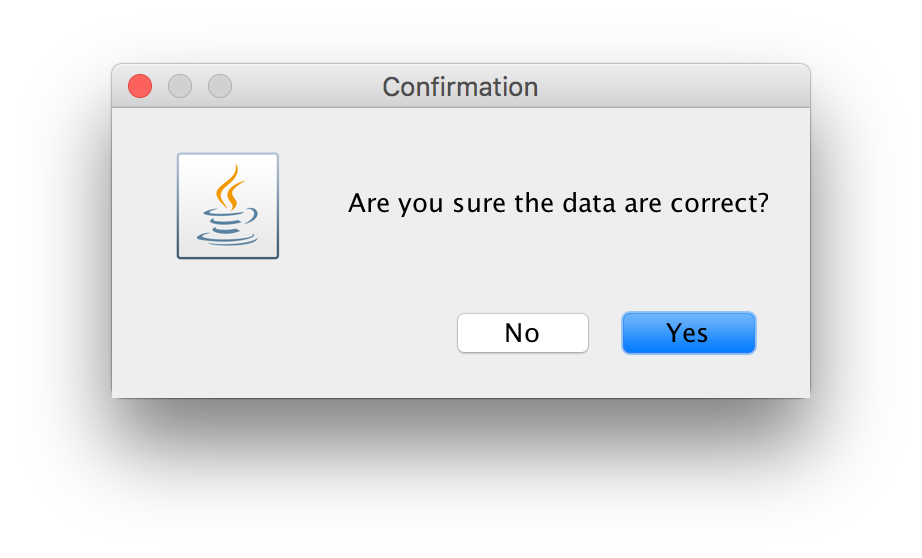 Confirmation
Are you sure the data are correct?
No
Yes